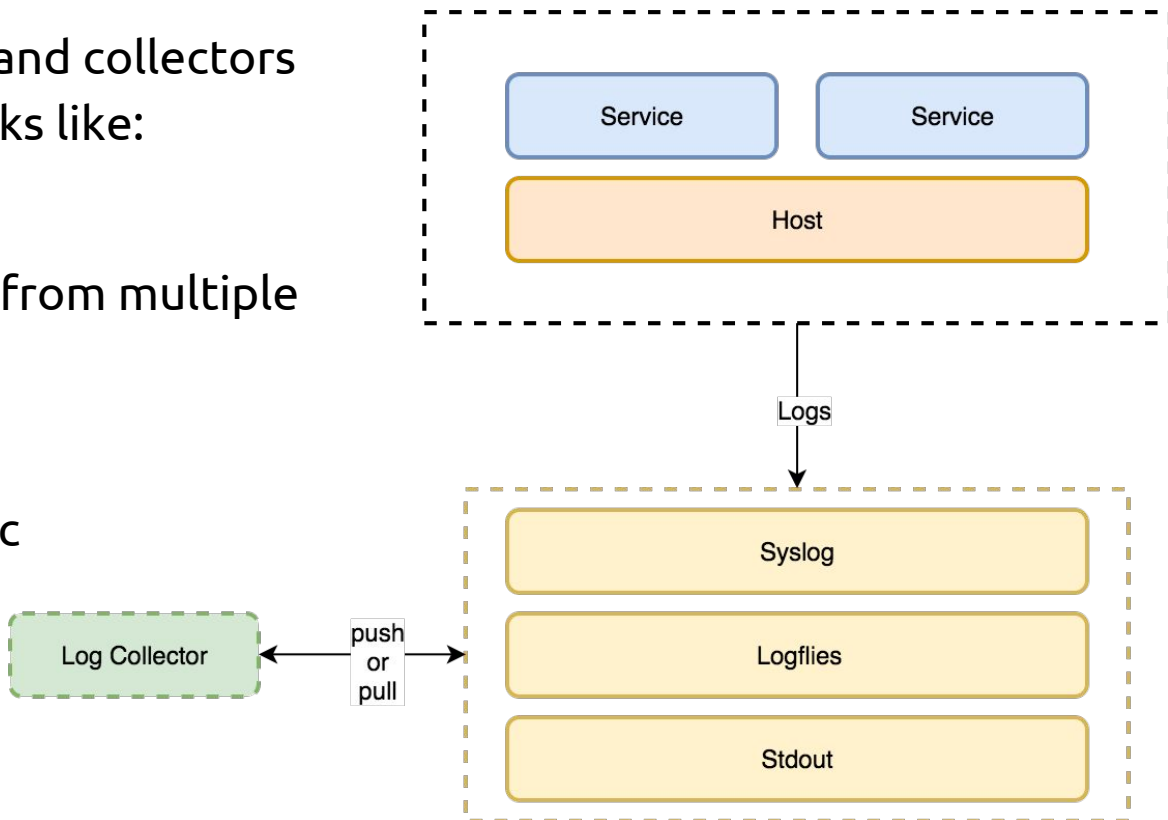 and collectors
ks like:
from multiple
c
Service
Service
Host
Logs
Syslog
Logflies
Stdout
Log Collector
push
or
pull